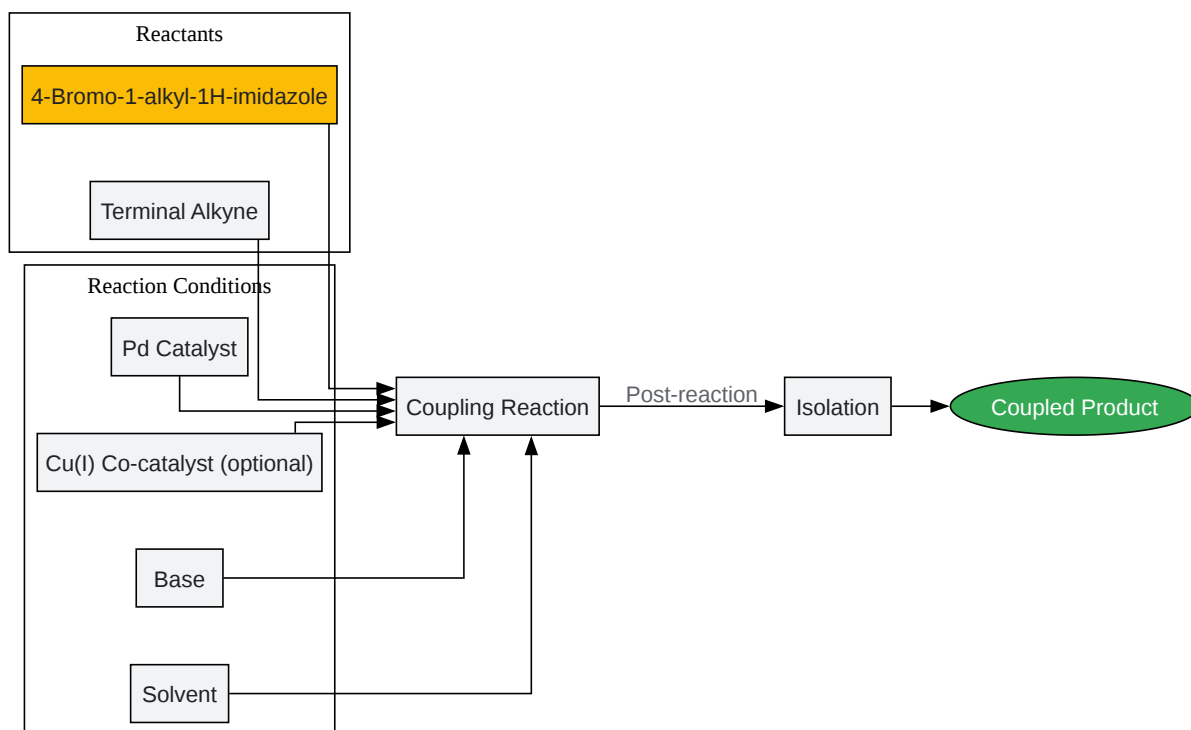 Reactants
4-Bromo-1-alkyl-1H-imidazole
Terminal Alkyne
Reaction Conditions
Pd Catalyst
Cu(I) Co-catalyst (optional)
Base
Solvent
Coupling Reaction
Post-reaction
Isolation
Coupled Product